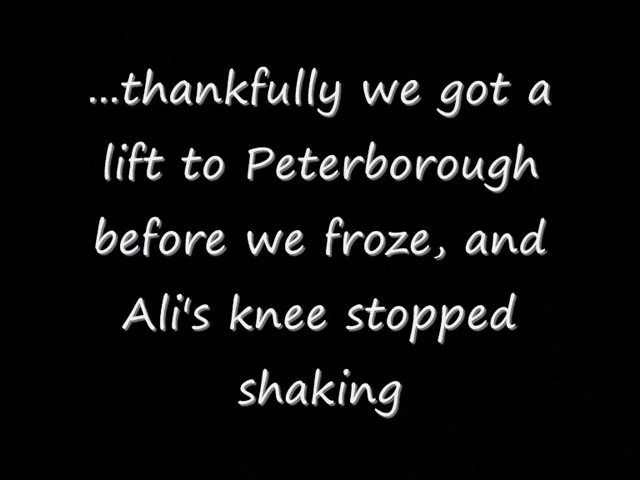 ...thankfully we got a
lift to Peterborough
before we froze, and
Ali's knee stopped
shaking